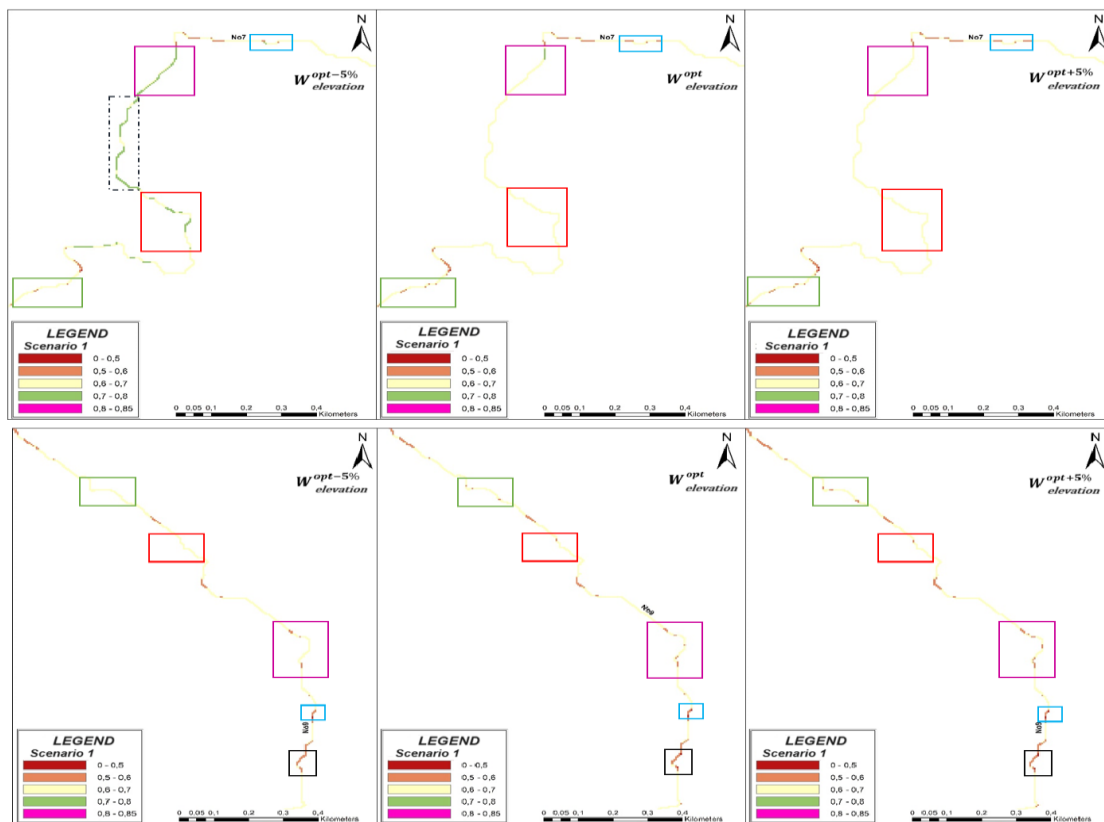 No7
N
W opt-5% elevation
LEGEND
Scenario 1
0 - 0,5
0,5 - 0,6
0,6 - 0,7
0,7 - 0,8
0,8 - 0,85
0 0,05 0,1 0,2 0,3 0,4
Kilometers
No7
N
W opt elevation
LEGEND
Scenario 1
0 - 0,5
0,5 - 0,6
0,6 - 0,7
0,7 - 0,8
0,8 - 0,85
0 0,05 0,1 0,2 0,3 0,4
Kilometers
No7
N
W opt+5% elevation
LEGEND
Scenario 1
0 - 0,5
0,5 - 0,6
0,6 - 0,7
0,7 - 0,8
0,8 - 0,85
0 0,05 0,1 0,2 0,3 0,4
Kilometers
N
W opt-5% elevation
No9
LEGEND
Scenario 1
0 - 0,5
0,5 - 0,6
0,6 - 0,7
0,7 - 0,8
0,8 - 0,85
0 0,05 0,1 0,2 0,3 0,4
Kilometers
N
W opt elevation
No9
LEGEND
Scenario 1
0 - 0,5
0,5 - 0,6
0,6 - 0,7
0,7 - 0,8
0,8 - 0,85
0 0,05 0,1 0,2 0,3 0,4
Kilometers
N
W opt+5% elevation
No9
LEGEND
Scenario 1
0 - 0,5
0,5 - 0,6
0,6 - 0,7
0,7 - 0,8
0,8 - 0,85
0 0,05 0,1 0,2 0,3 0,4
Kilometers